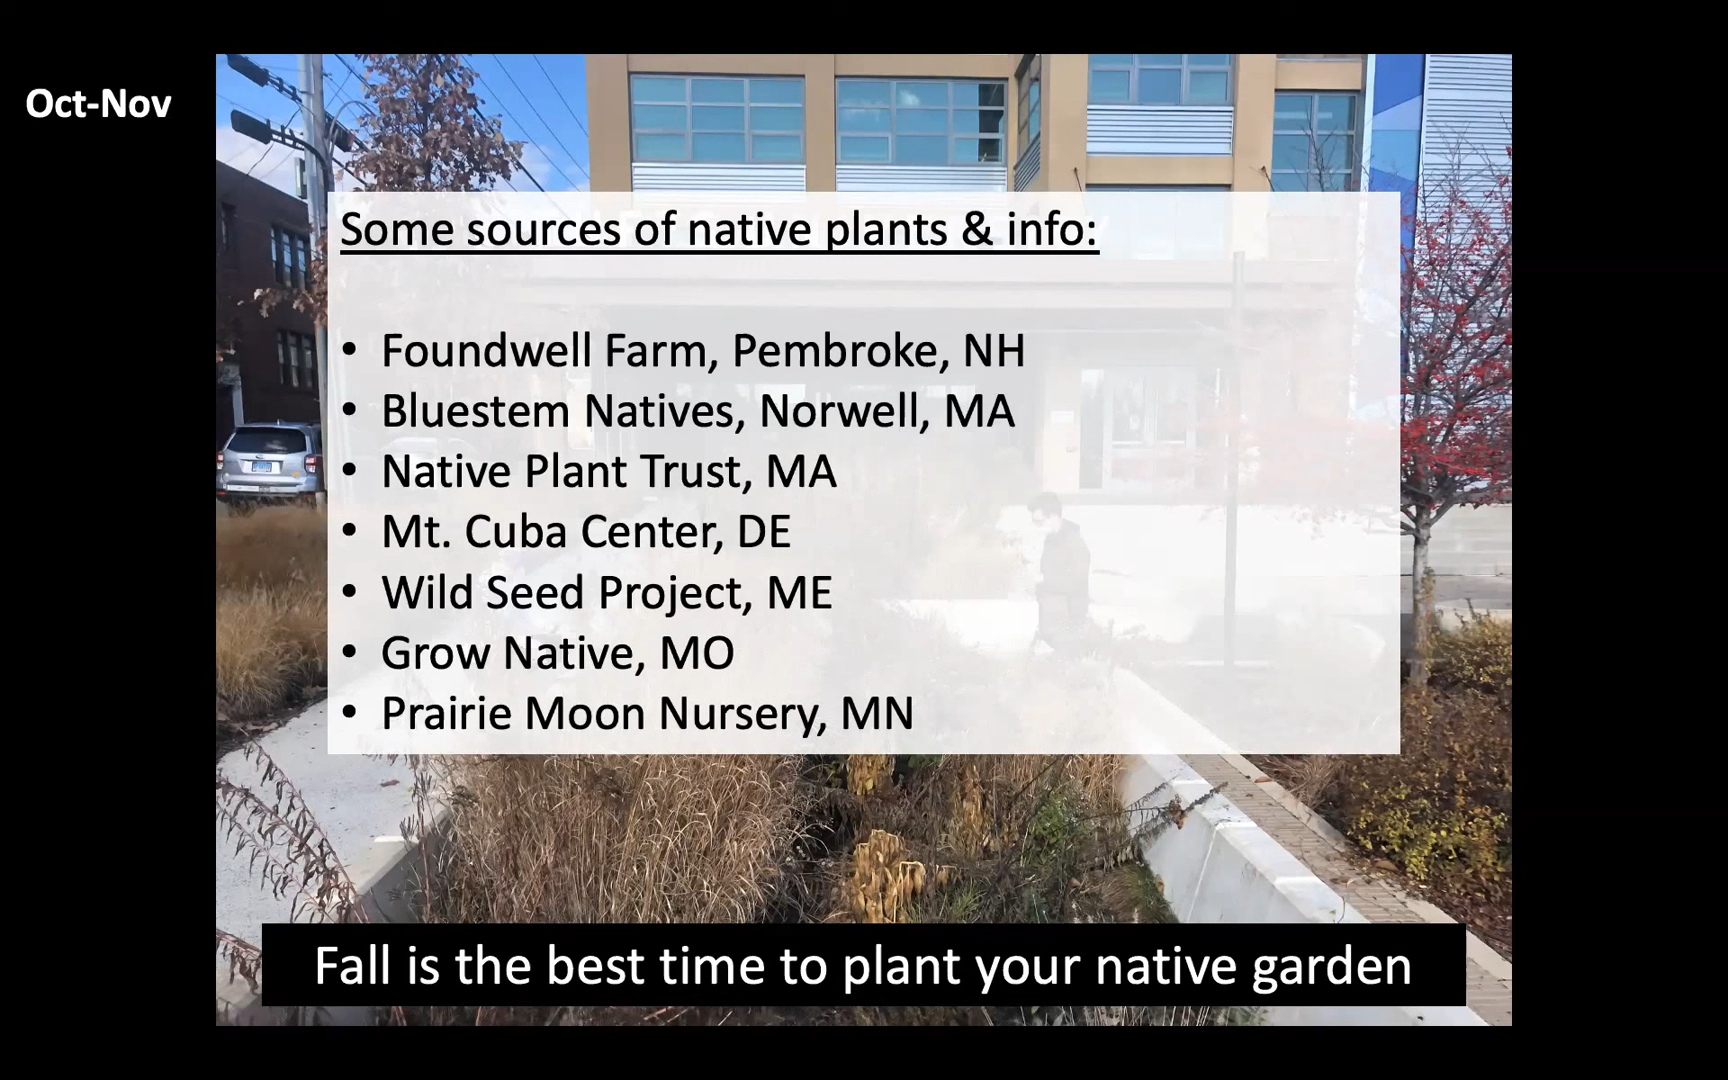 Oct-Nov
Some sources of native plants & info:
• Foundwell Farm, Pembroke, NH
• Bluestem Natives, Norwell, MA
• Native Plant Trust, MA
• Mt. Cuba Center, DE
• Wild Seed Project, ME
• Grow Native, MO
• Prairie Moon Nursery, MN
Fall is the best time to plant your native garden